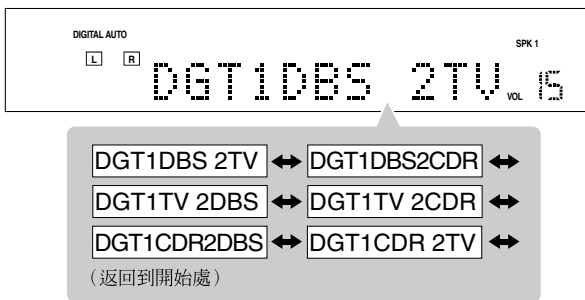 DIGITAL AUTO
SPK 1
L R
DGT1DBS 2TV VOL 15
DGT1DBS 2TV ⬌ DGT1DBS2CDR ⬌
DGT1TV 2DBS ⬌ DGT1TV 2CDR ⬌
DGT1CDR2DBS ⬌ DGT1CDR 2TV ⬌
（返回到開始處）